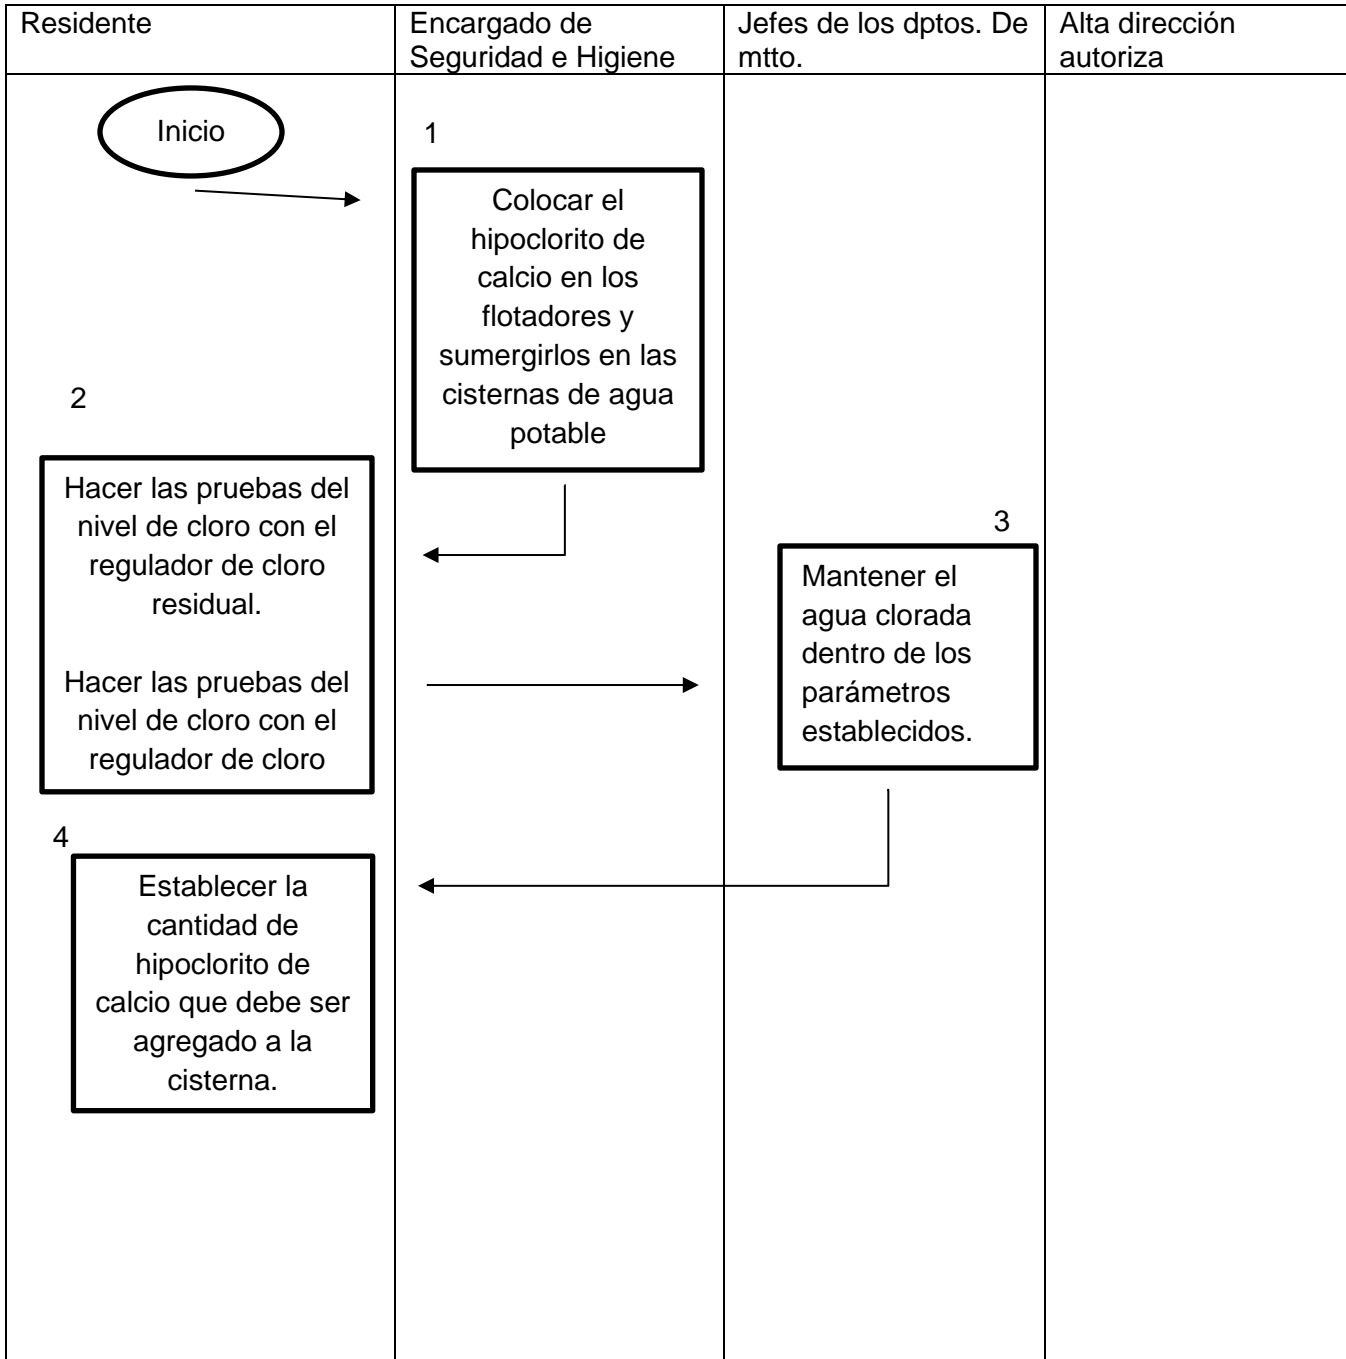 Residente
Encargado de
Seguridad e Higiene
Jefes de los dptos. De
mtto.
Alta dirección
autoriza
Inicio
1
Colocar el
hipoclorito de
calcio en los
flotadores y
sumergirlos en las
cisternas de agua
potable
2
Hacer las pruebas del
nivel de cloro con el
regulador de cloro
residual.
Hacer las pruebas del
nivel de cloro con el
regulador de cloro
3
Mantener el
agua clorada
dentro de los
parámetros
establecidos.
4
Establecer la
cantidad de
hipoclorito de
calcio que debe ser
agregado a la
cisterna.